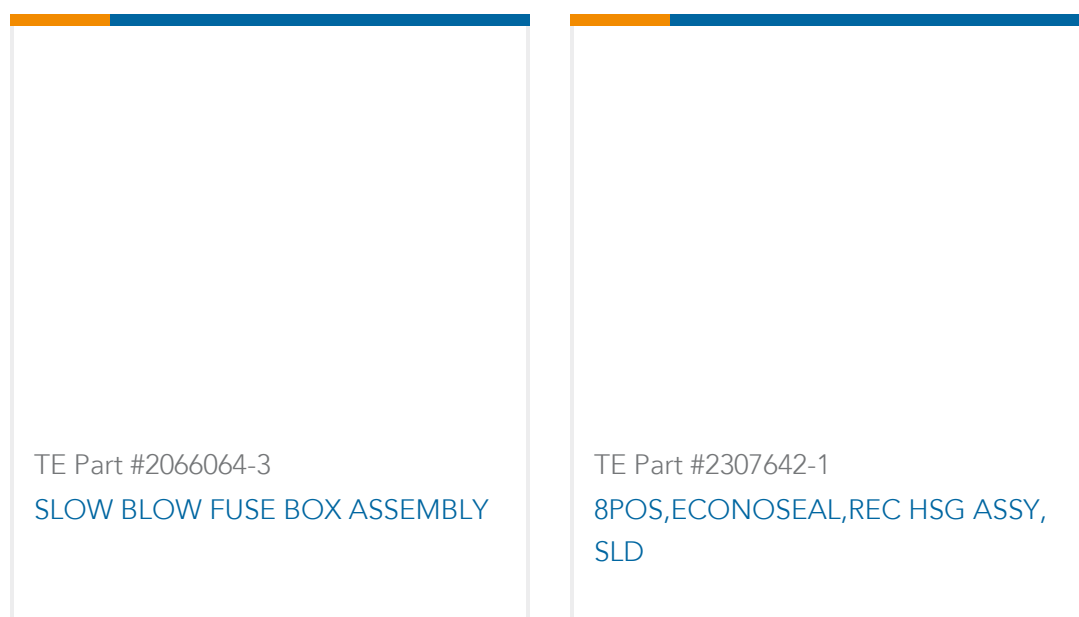 TE Part #2066064-3
SLOW BLOW FUSE BOX ASSEMBLY
TE Part #2307642-1
8POS,ECONOSEAL,REC HSG ASSY,
SLD